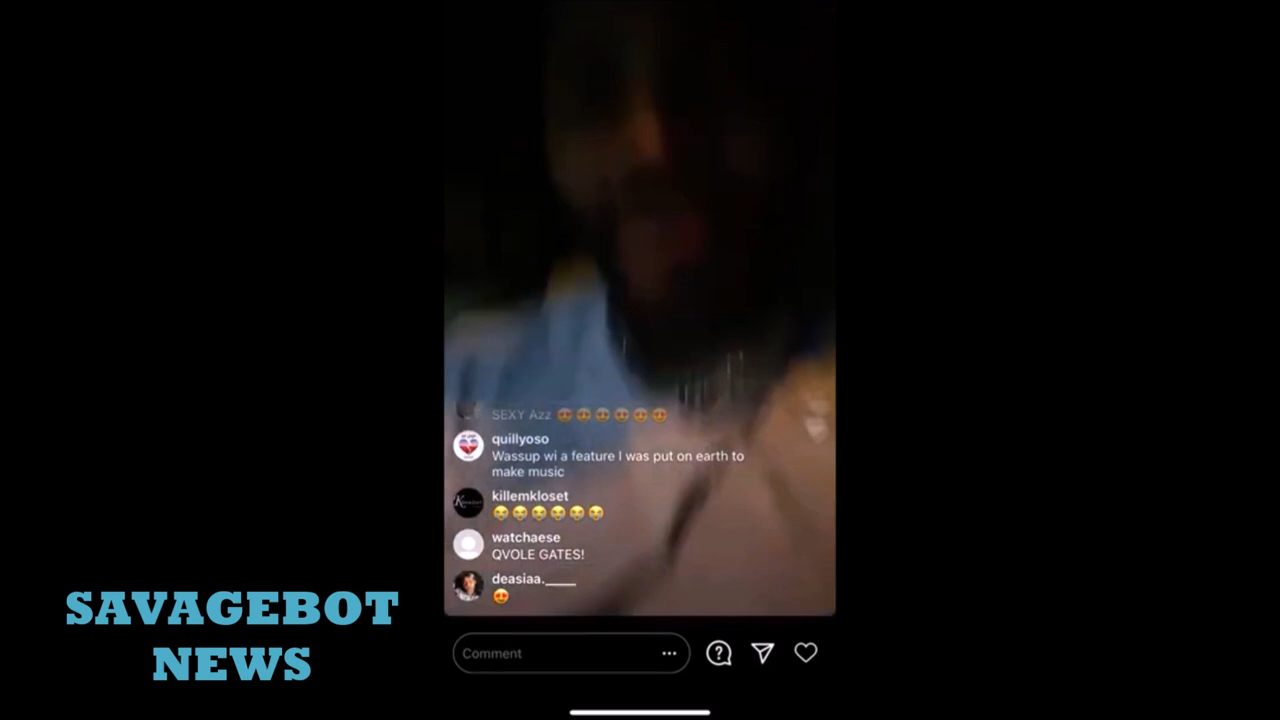 SEXY Azz 😍😍😍😍😍😍
quillyoso
Wassup wi a feature I was put on earth to
make music
killemkloset
😭😭😭😭😭😭
watchaese
QVOLE GATES!
deasiaa._____
😍
Comment
SAVAGEBOT
NEWS